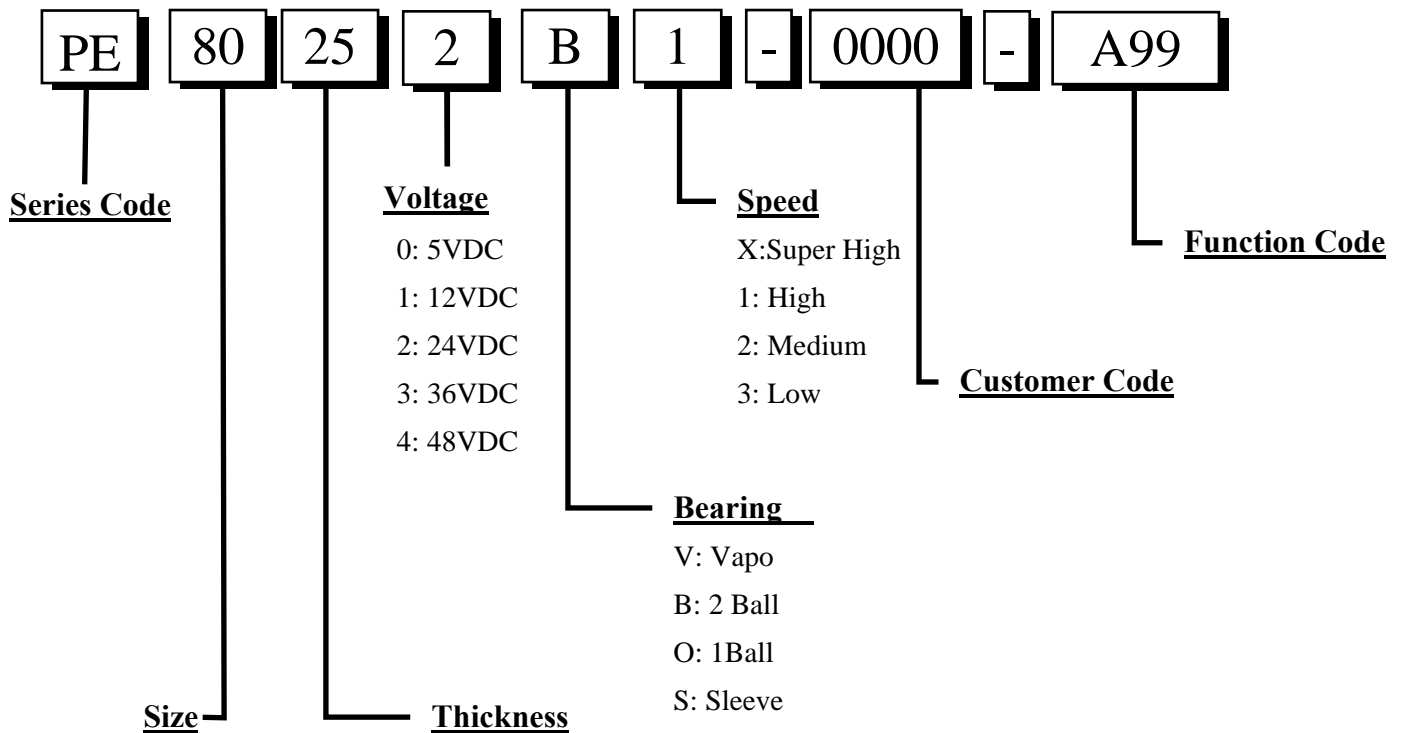 PE 80 25 2 B 1 - 0000 - A99
Series Code
Voltage
0: 5VDC
1: 12VDC
2: 24VDC
3: 36VDC
4: 48VDC
Speed
X:Super High
1: High
2: Medium
3: Low
Function Code
Customer Code
Bearing
V: Vapo
B: 2 Ball
O: 1Ball
S: Sleeve
Size
Thickness